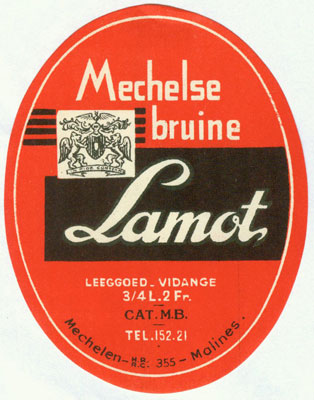 Mechelse
bruine
Lamot
LEEGGOED - VIDANGE
3/4 L. 2 Fr.
CAT. M.B.
TEL. 152.21
Mechelen - H.B. R.C. 355 - Malines.